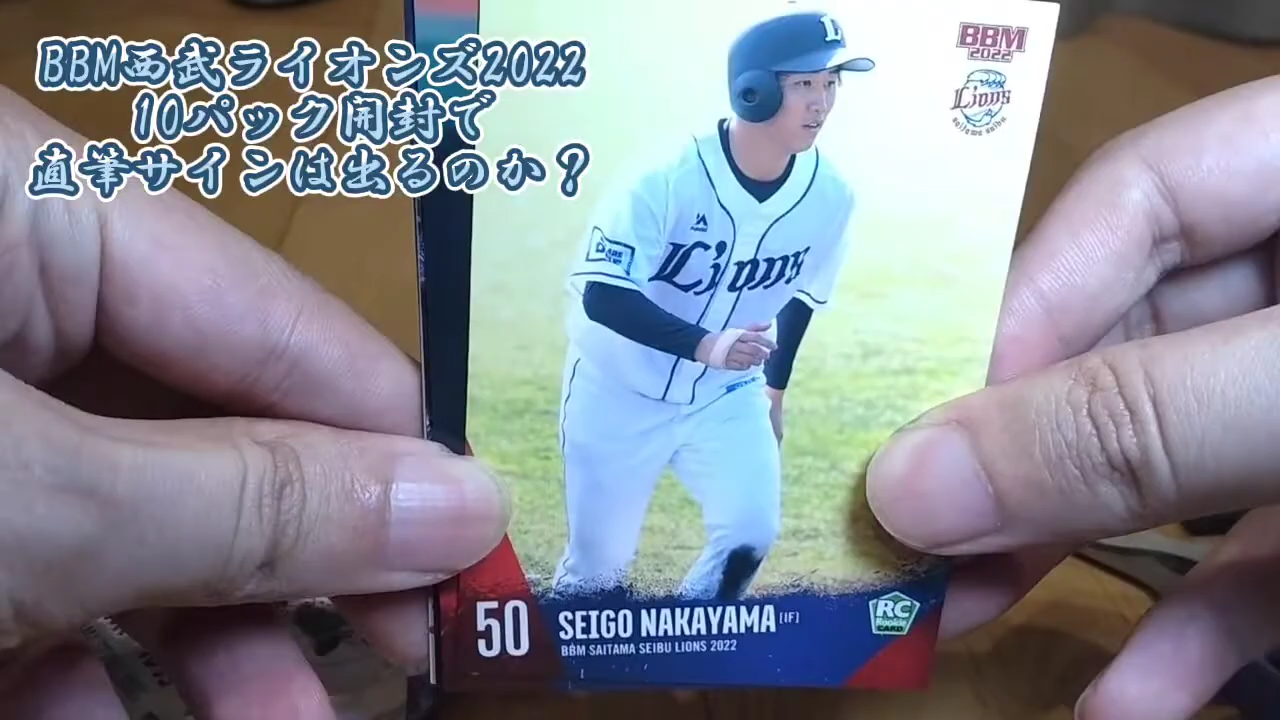 BBM西武ライオンズ2022
10パック開封で
直筆サインは出るのか？
L
BBM
2022
Lions
saitama seibu
Lions
50
SEIGO NAKAYAMA [IF]
BBM SAITAMA SEIBU LIONS 2022
RC
Rookie
CARD